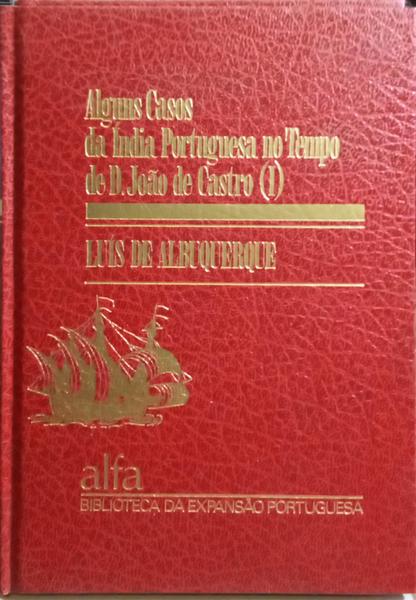 Alguns Casos
da Índia Portuguesa no Tempo
de D. João de Castro (I)
LUÍS DE ALBUQUERQUE
alfa
BIBLIOTECA DA EXPANSÃO PORTUGUESA